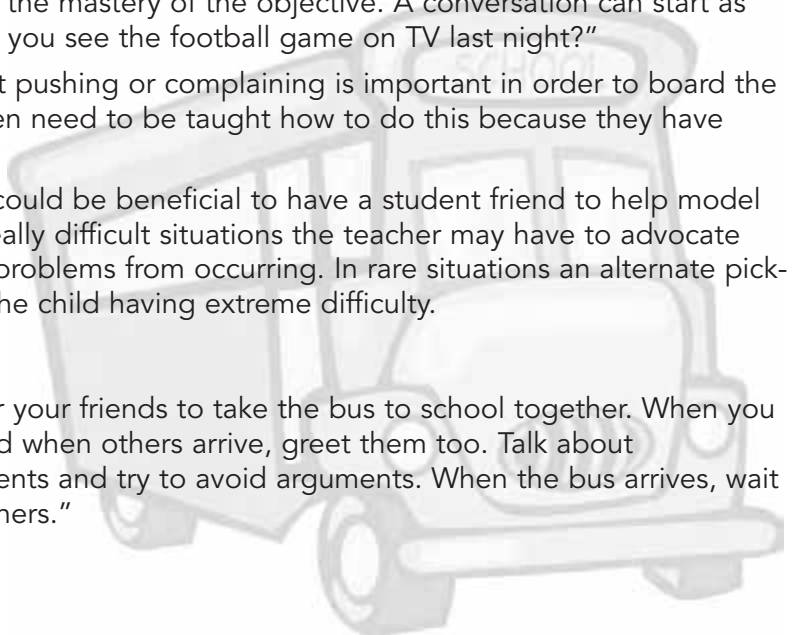 the mastery of the objective. A conversation can start as
you see the football game on TV last night?”
t pushing or complaining is important in order to board the
en need to be taught how to do this because they have
could be beneficial to have a student friend to help model
eally difficult situations the teacher may have to advocate
problems from occurring. In rare situations an alternate pick-
he child having extreme difficulty.
SCHOOL
r your friends to take the bus to school together. When you
d when others arrive, greet them too. Talk about
ents and try to avoid arguments. When the bus arrives, wait
hers.”